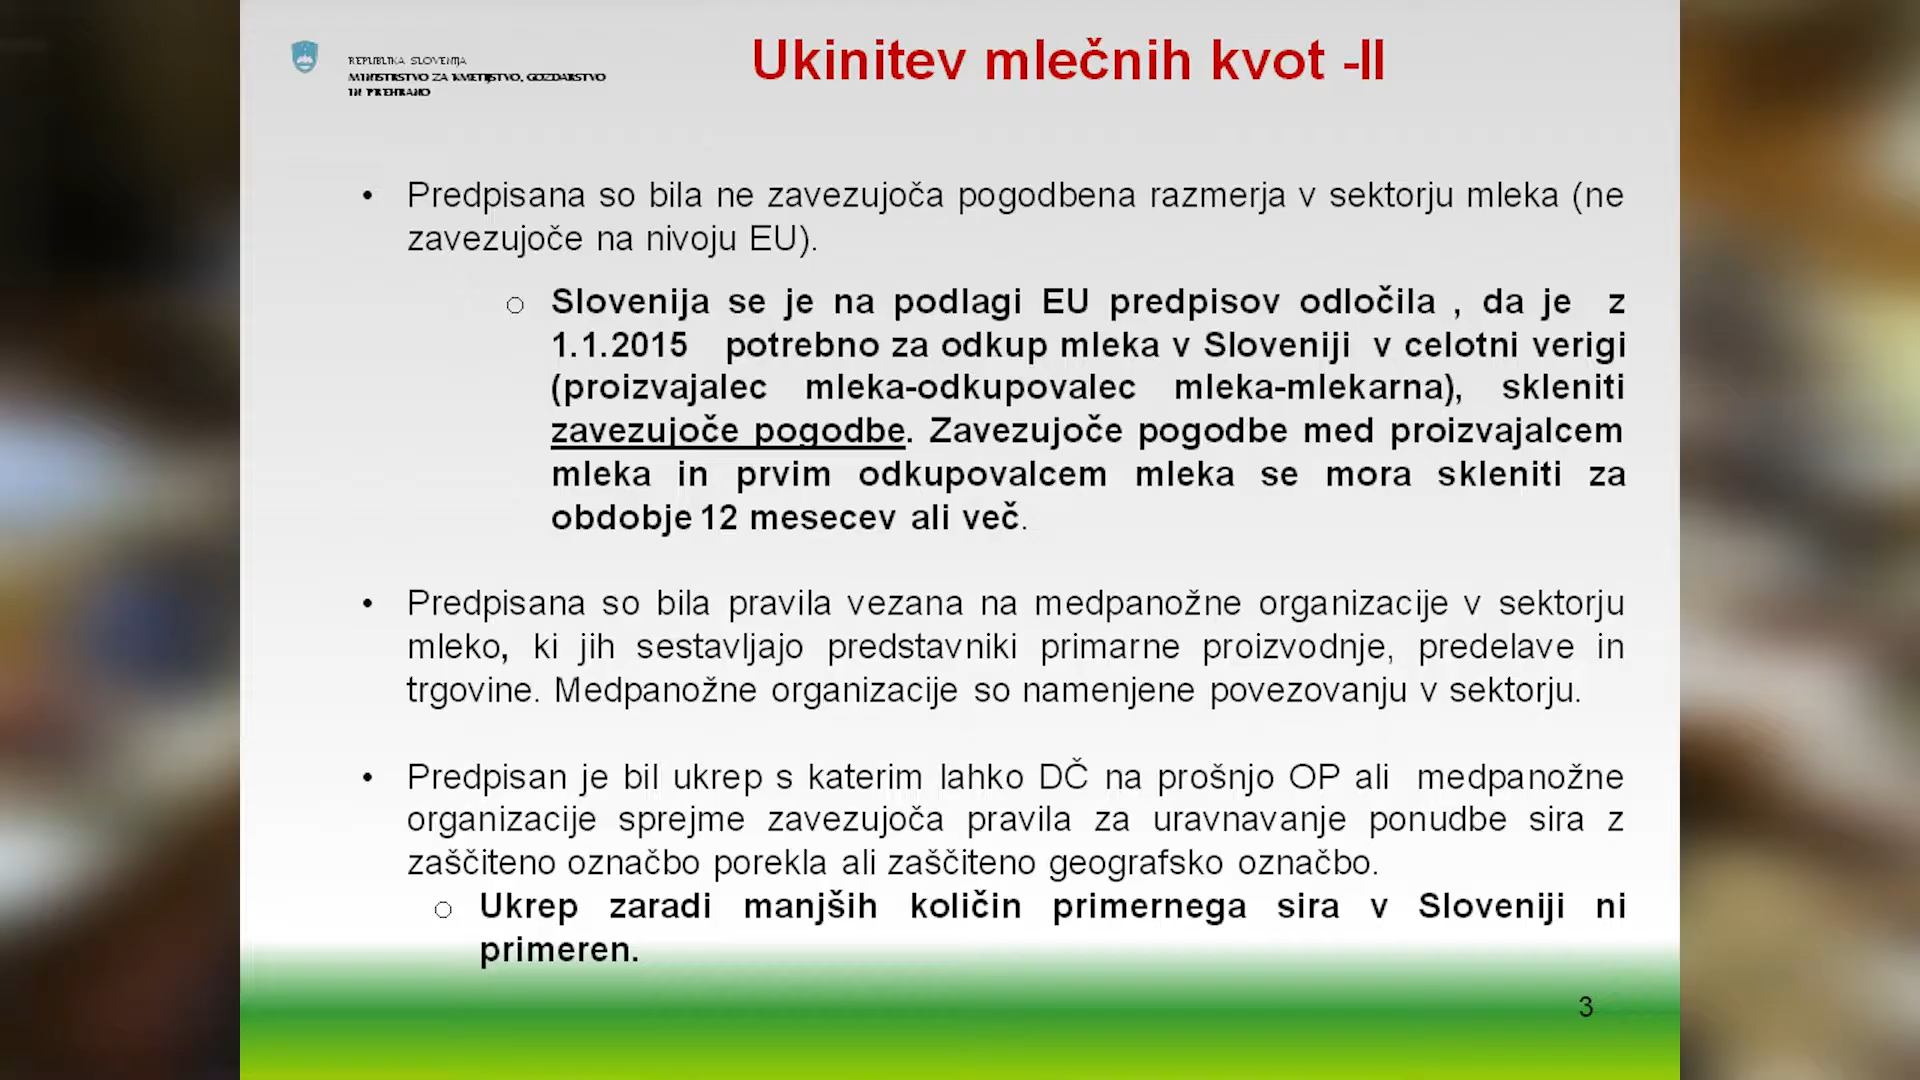 REPUBLIKA SLOVENIJA
MINISTRSTVO ZA KMETIJSTVO, GOZDARSTVO
IN PREHRANO
Ukinitev mlečnih kvot -II
• Predpisana so bila ne zavezujoča pogodbena razmerja v sektorju mleka (ne
zavezujoče na nivoju EU).
o Slovenija se je na podlagi EU predpisov odločila , da je z
1.1.2015 potrebno za odkup mleka v Sloveniji v celotni verigi
(proizvajalec mleka-odkupovalec mleka-mlekarna), skleniti
zavezujoče pogodbe. Zavezujoče pogodbe med proizvajalcem
mleka in prvim odkupovalcem mleka se mora skleniti za
obdobje 12 mesecev ali več.
• Predpisana so bila pravila vezana na medpanožne organizacije v sektorju
mleko, ki jih sestavljajo predstavniki primarne proizvodnje, predelave in
trgovine. Medpanožne organizacije so namenjene povezovanju v sektorju.
• Predpisan je bil ukrep s katerim lahko DČ na prošnjo OP ali medpanožne
organizacije sprejme zavezujoča pravila za uravnavanje ponudbe sira z
zaščiteno označbo porekla ali zaščiteno geografsko označbo.
o Ukrep zaradi manjših količin primernega sira v Sloveniji ni
primeren.
3